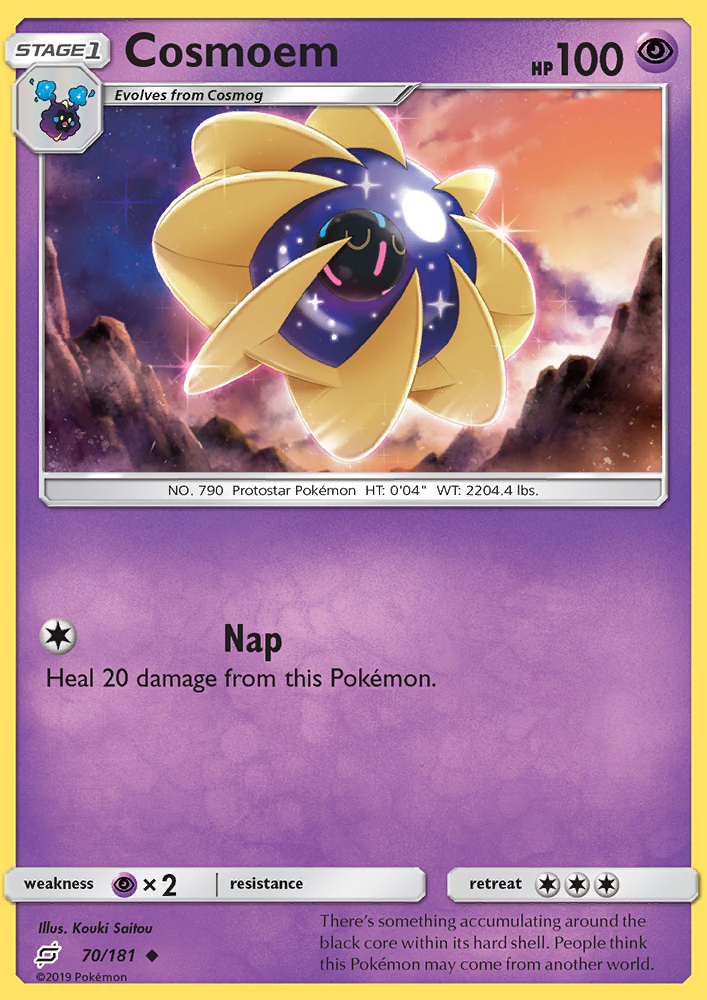 STAGE1
Cosmoem
HP 100
Evolves from Cosmog
NO. 790 Protostar Pokémon HT: 0'04" WT: 2204.4 lbs.
Nap
Heal 20 damage from this Pokémon.
weakness ×2 resistance retreat
Illus. Kouki Saitou
70/181
©2019 Pokémon
There's something accumulating around the
black core within its hard shell. People think
this Pokémon may come from another world.